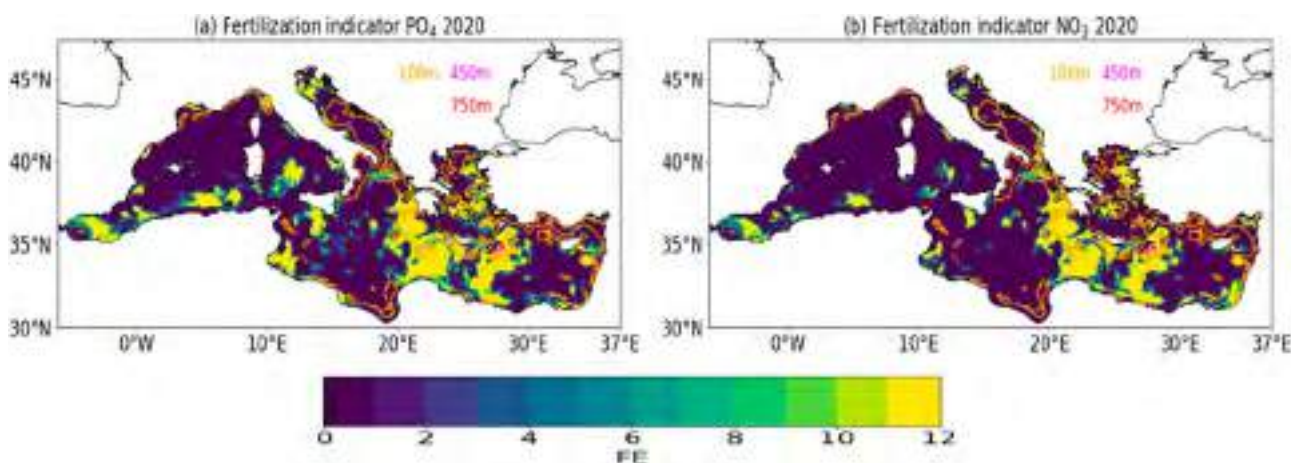 (a) Fertilization indicator PO₄ 2020
(b) Fertilization indicator NO₃ 2020
45°N
40°N
35°N
30°N
100m 450m
750m
0°W 10°E 20°E 30°E 37°E
45°N
40°N
35°N
30°N
100m 450m
750m
0°W 10°E 20°E 30°E 37°E
0 2 4 6 8 10 12
FE